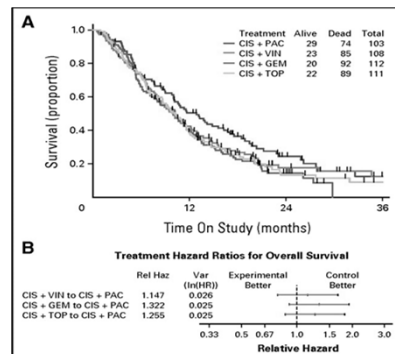 A
Treatment Alive Dead Total
CIS + PAC 29 74 103
CIS + VIN 23 85 108
CIS + GEM 20 92 112
CIS + TOP 22 89 111
Survival (proportion)
1.0
0.8
0.6
0.4
0.2
0 12 24 36
Time On Study (months)
B
Treatment Hazard Ratios for Overall Survival
Rel Haz Var (ln(HR)) Experimental Better Control Better
CIS + VIN to CIS + PAC 1.147 0.026
CIS + GEM to CIS + PAC 1.322 0.025
CIS + TOP to CIS + PAC 1.255 0.025
0.33 0.5 0.67 1.0 1.5 2.0 3.0
Relative Hazard